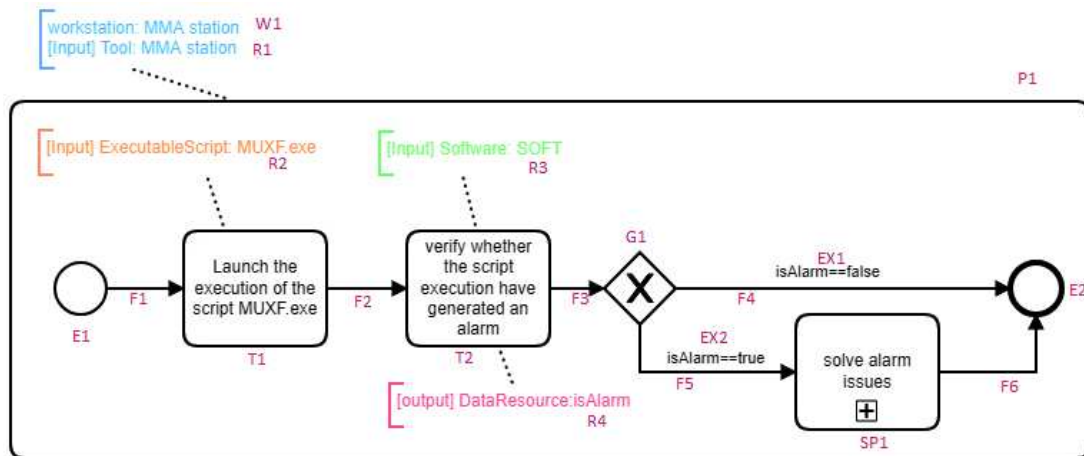 workstation: MMA station W1
[Input] Tool: MMA station R1
P1
[Input] ExecutableScript: MUXF.exe
R2
[Input] Software: SOFT
R3
E1
F1
Launch the
execution of the
script MUXF.exe
T1
F2
verify whether
the script
execution have
generated an
alarm
T2
F3
G1
X
EX1
isAlarm==false
F4
E2
EX2
isAlarm==true
F5
solve alarm
issues
SP1
F6
[output] DataResource:isAlarm
R4